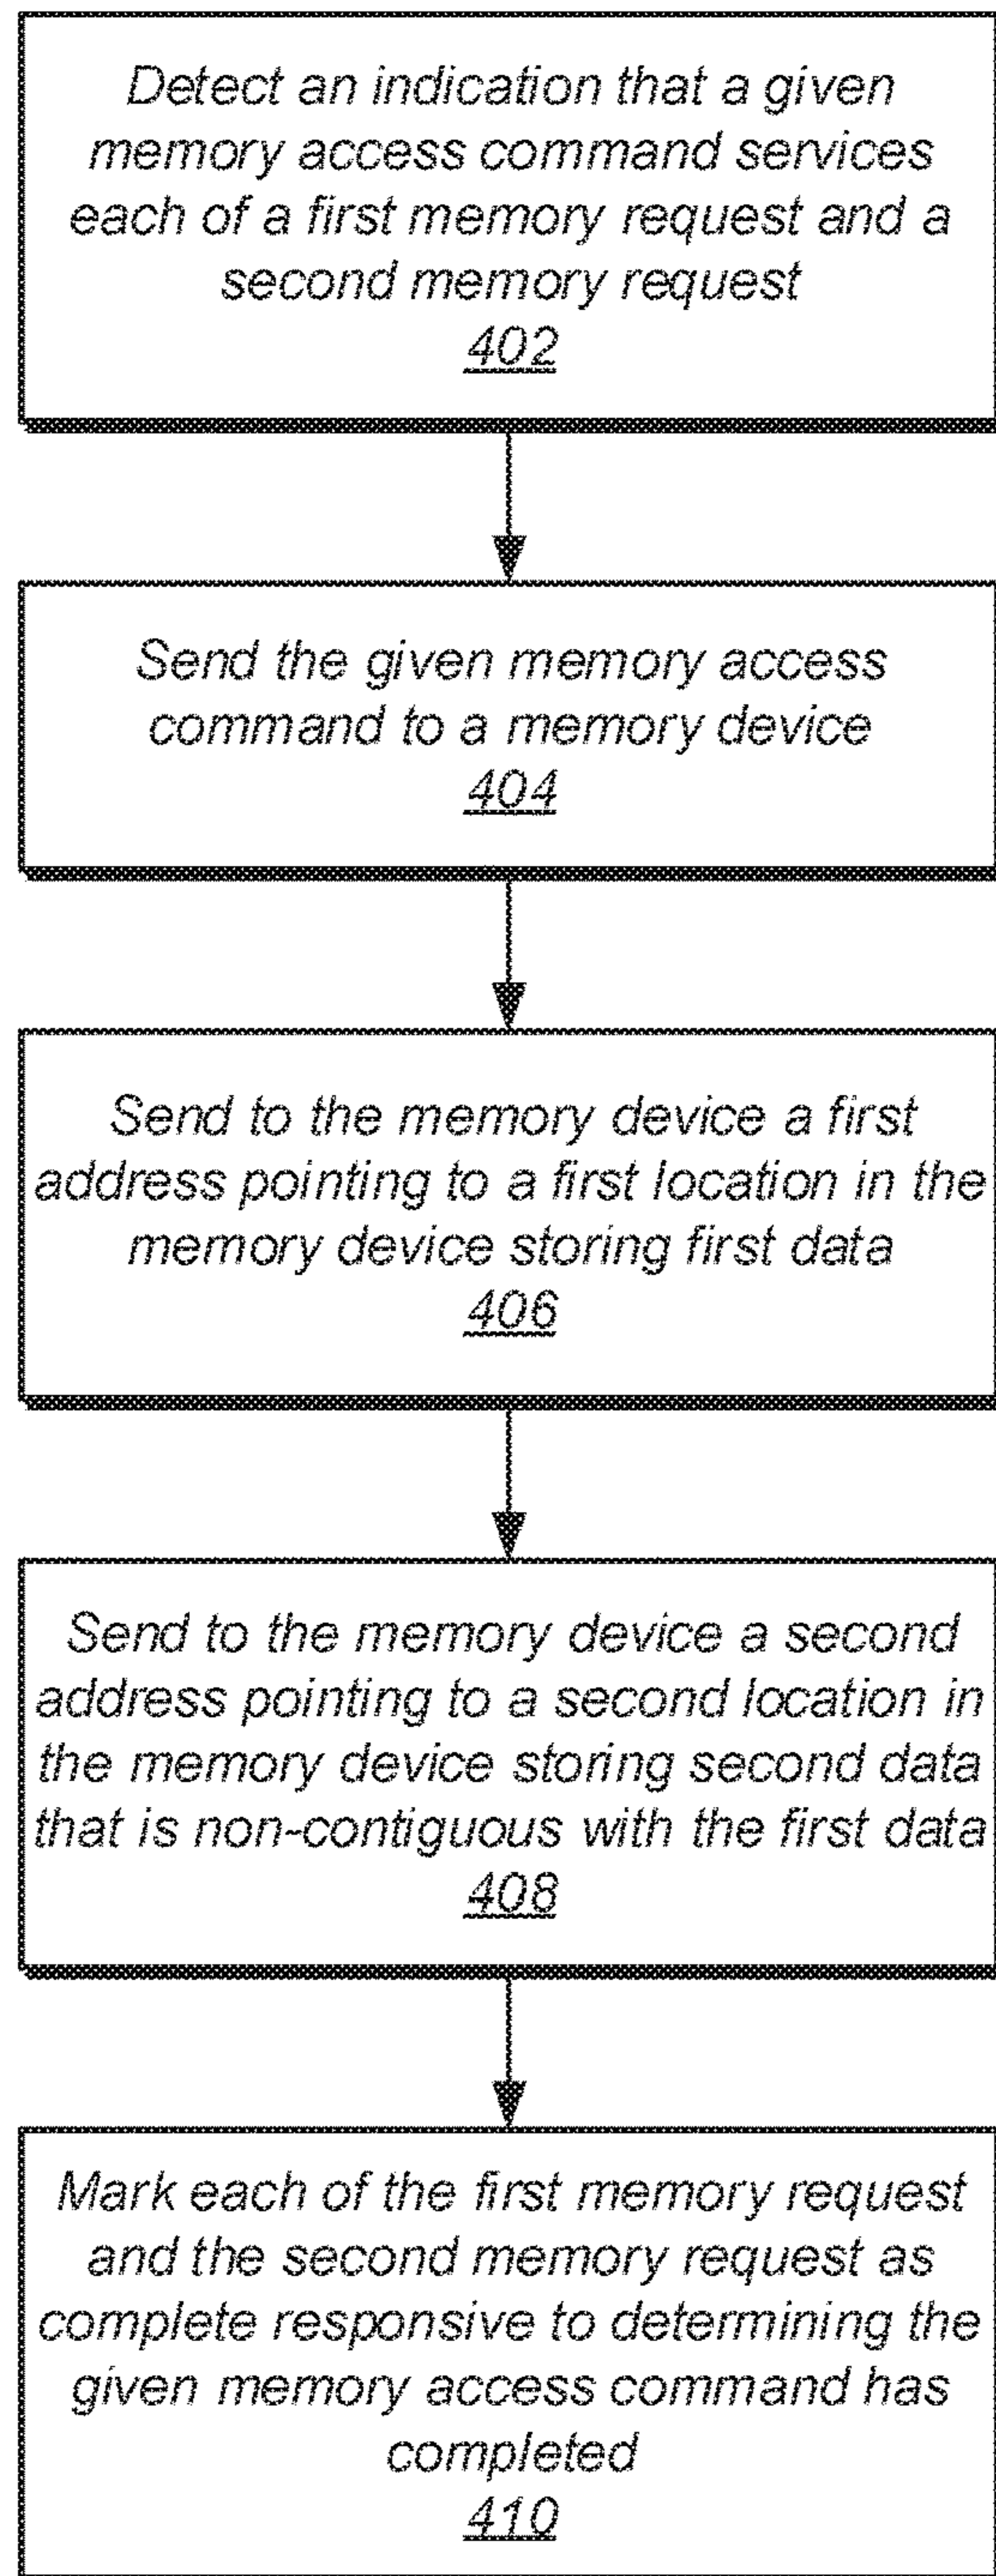 Detect an indication that a given
memory access command services
each of a first memory request and a
second memory request
402
Send the given memory access
command to a memory device
404
Send to the memory device a first
address pointing to a first location in the
memory device storing first data
406
Send to the memory device a second
address pointing to a second location in
the memory device storing second data
that is non-contiguous with the first data
408
Mark each of the first memory request
and the second memory request as
complete responsive to determining the
given memory access command has
completed
410